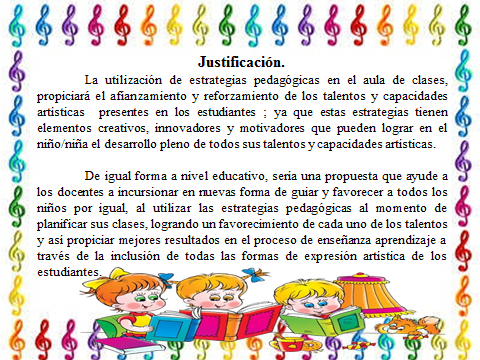 Justificación.
La utilización de estrategias pedagógicas en el aula de clases,
propiciará el afianzamiento y reforzamiento de los talentos y capacidades
artísticas presentes en los estudiantes ; ya que estas estrategias tienen
elementos creativos, innovadores y motivadores que pueden lograr en el
niño/niña el desarrollo pleno de todos sus talentos y capacidades artísticas.
De igual forma a nivel educativo, seria una propuesta que ayude a
los docentes a incursionar en nuevas forma de guiar y favorecer a todos los
niños por igual, al utilizar las estrategias pedagógicas al momento de
planificar sus clases, logrando un favorecimiento de cada uno de los talentos
y asi propiciar mejores resultados en el proceso de enseñanza aprendizaje a
través de la inclusión de todas las formas de expresión artística de los
estudiantes.